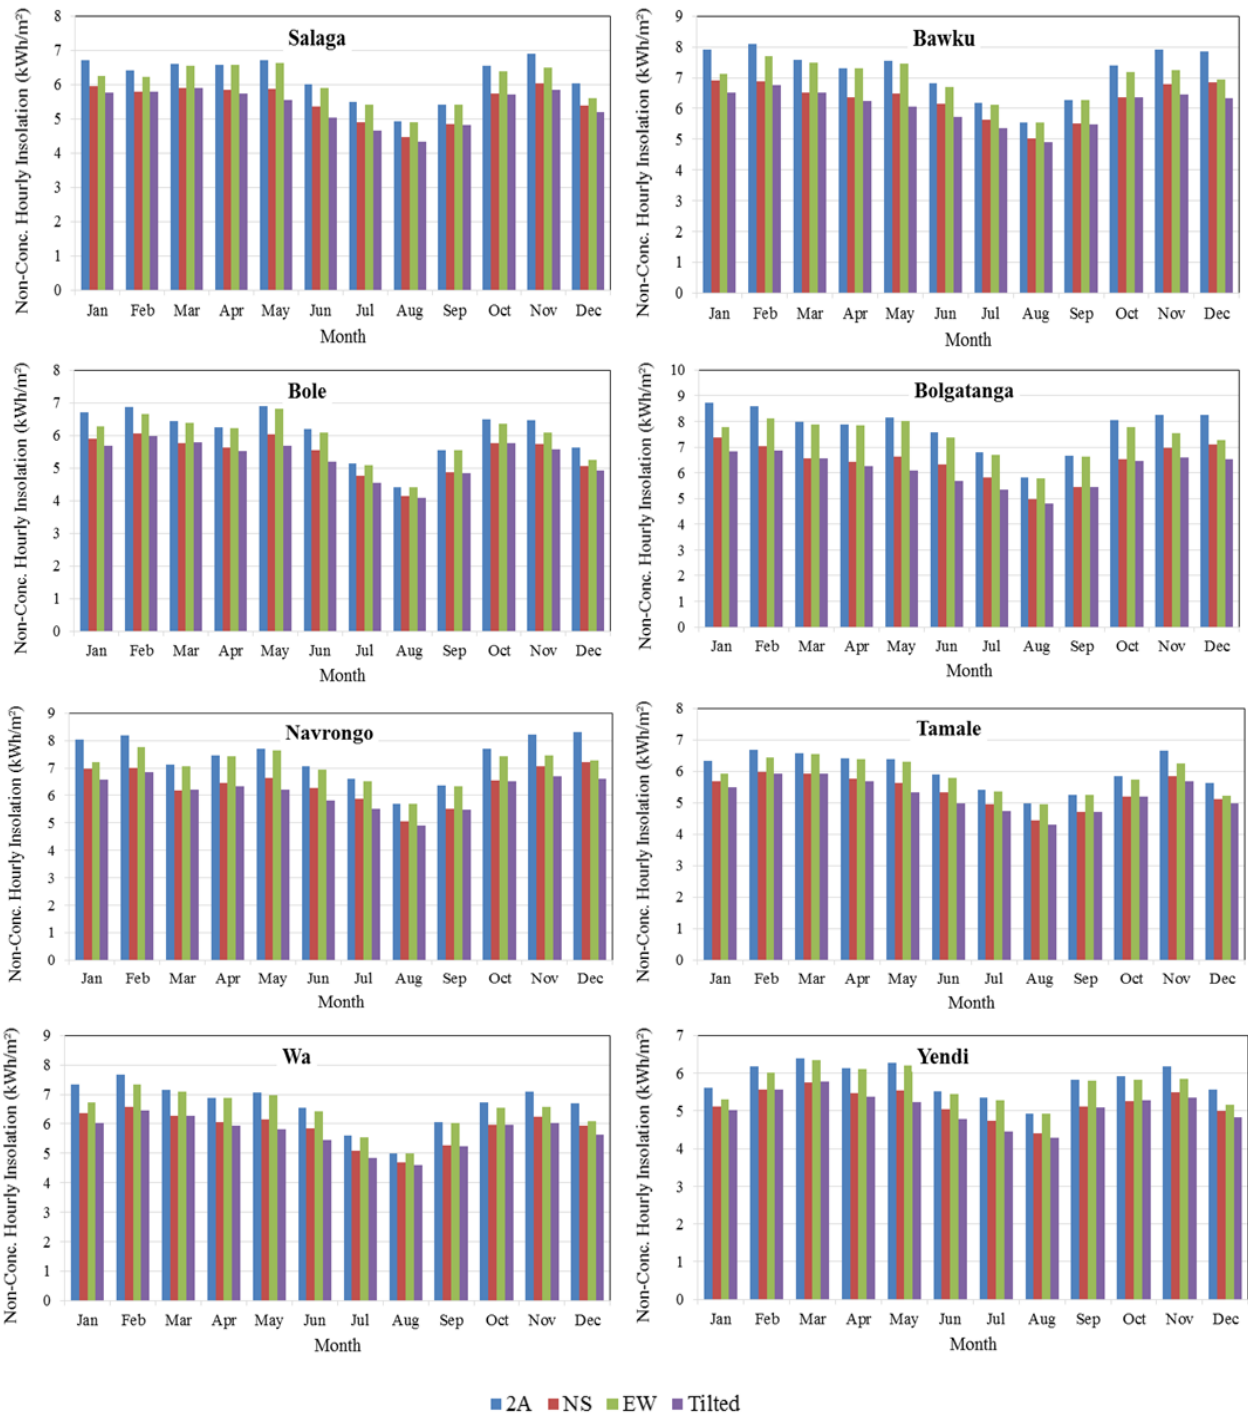 Salaga
Non-Conc. Hourly Insolation (kWh/m²)
8
7
6
5
4
3
2
1
0
Jan Feb Mar Apr May Jun Jul Aug Sep Oct Nov Dec
Month
Bawku
Non-Conc. Hourly Insolation (kWh/m²)
9
8
7
6
5
4
3
2
1
0
Jan Feb Mar Apr May Jun Jul Aug Sep Oct Nov Dec
Month
Bole
Non-Conc. Hourly Insolation (kWh/m²)
8
7
6
5
4
3
2
1
0
Jan Feb Mar Apr May Jun Jul Aug Sep Oct Nov Dec
Month
Bolgatanga
Non-Conc. Hourly Insolation (kWh/m²)
10
9
8
7
6
5
4
3
2
1
0
Jan Feb Mar Apr May Jun Jul Aug Sep Oct Nov Dec
Month
Navrongo
Non-Conc. Hourly Insolation (kWh/m²)
9
8
7
6
5
4
3
2
1
0
Jan Feb Mar Apr May Jun Jul Aug Sep Oct Nov Dec
Month
Tamale
Non-Conc. Hourly Insolation (kWh/m²)
8
7
6
5
4
3
2
1
0
Jan Feb Mar Apr May Jun Jul Aug Sep Oct Nov Dec
Month
Wa
Non-Conc. Hourly Insolation (kWh/m²)
9
8
7
6
5
4
3
2
1
0
Jan Feb Mar Apr May Jun Jul Aug Sep Oct Nov Dec
Month
Yendi
Non-Conc. Hourly Insolation (kWh/m²)
7
6
5
4
3
2
1
0
Jan Feb Mar Apr May Jun Jul Aug Sep Oct Nov Dec
Month
2A NS EW Tilted